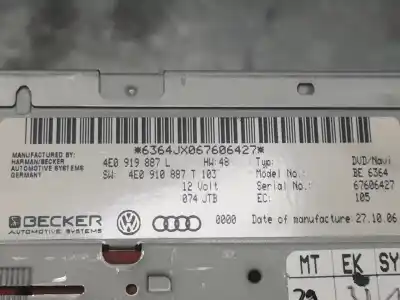 *6364JX067606427*
MANUFACTURED BY:
HARMAN/BECKER
AUTOMOTIVE SYSTEMS
GERMANY
4E0 919 887 L HW: 48 Typ: DVD/Navi
SW: 4E0 910 887 T 103 Model No.: BE 6364
12 Volt Serial No.: 67606427
074 JTB EC: 105
BECKER
AUTOMOTIVE SYSTEMS
0000 Date of manufacture 27.10.06
MT EK SY